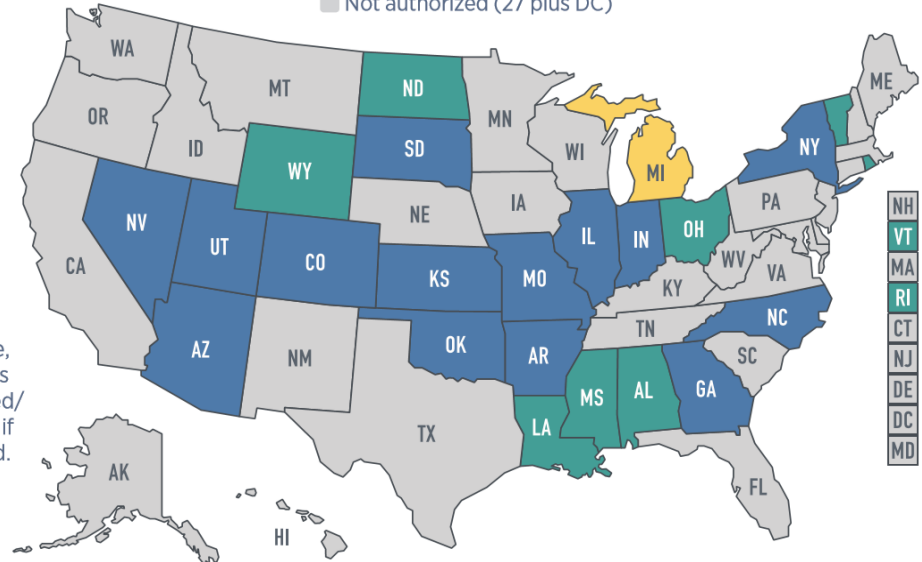 Not authorized (27 plus DC)
WA
MT
ND
MN
ME
OR
ID
SD
WI
NY
WY
MI
NH
IA
PA
NE
VT
NV
IL
IN
OH
UT
WV
MA
CO
VA
CA
KS
MO
KY
RI
NC
CT
TN
e,
AZ
OK
AR
SC
NJ
s
NM
ed/
MS
AL
GA
DE
if
LA
DC
d.
TX
MD
AK
FL
HI